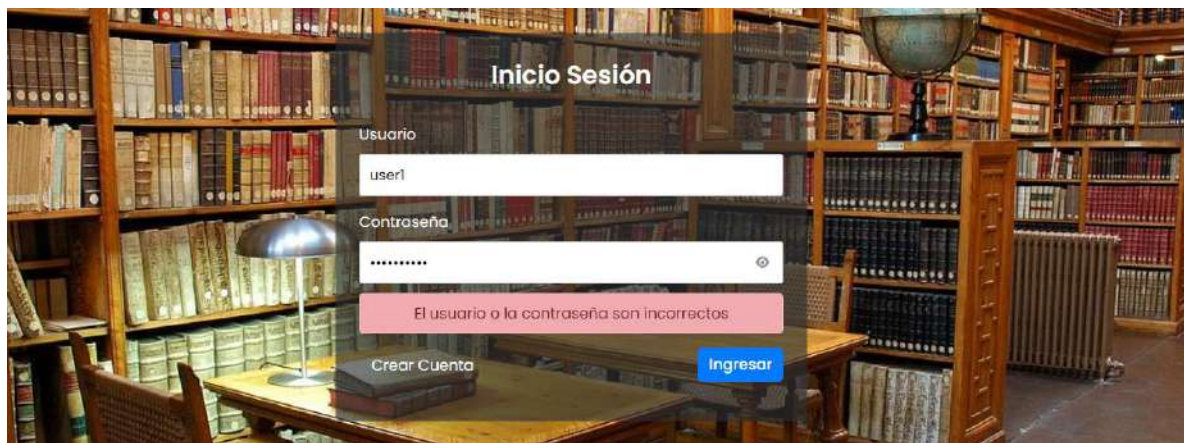 Inicio Sesión
Usuario
user1
Contraseña
••••••••••
El usuario o la contraseña son incorrectos
Crear Cuenta
Ingresar